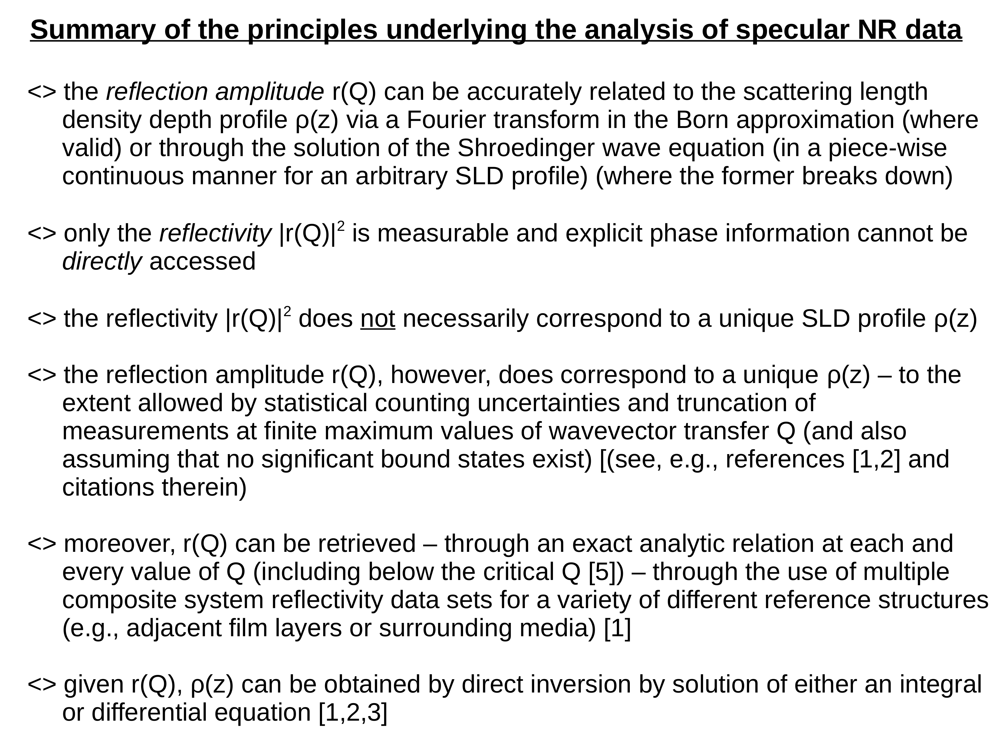 Summary of the principles underlying the analysis of specular NR data
<> the reflection amplitude r(Q) can be accurately related to the scattering length
density depth profile ρ(z) via a Fourier transform in the Born approximation (where
valid) or through the solution of the Shroedinger wave equation (in a piece-wise
continuous manner for an arbitrary SLD profile) (where the former breaks down)
<> only the reflectivity |r(Q)|² is measurable and explicit phase information cannot be
directly accessed
<> the reflectivity |r(Q)|² does not necessarily correspond to a unique SLD profile ρ(z)
<> the reflection amplitude r(Q), however, does correspond to a unique ρ(z) – to the
extent allowed by statistical counting uncertainties and truncation of
measurements at finite maximum values of wavevector transfer Q (and also
assuming that no significant bound states exist) [(see, e.g., references [1,2] and
citations therein)
<> moreover, r(Q) can be retrieved – through an exact analytic relation at each and
every value of Q (including below the critical Q [5]) – through the use of multiple
composite system reflectivity data sets for a variety of different reference structures
(e.g., adjacent film layers or surrounding media) [1]
<> given r(Q), ρ(z) can be obtained by direct inversion by solution of either an integral
or differential equation [1,2,3]